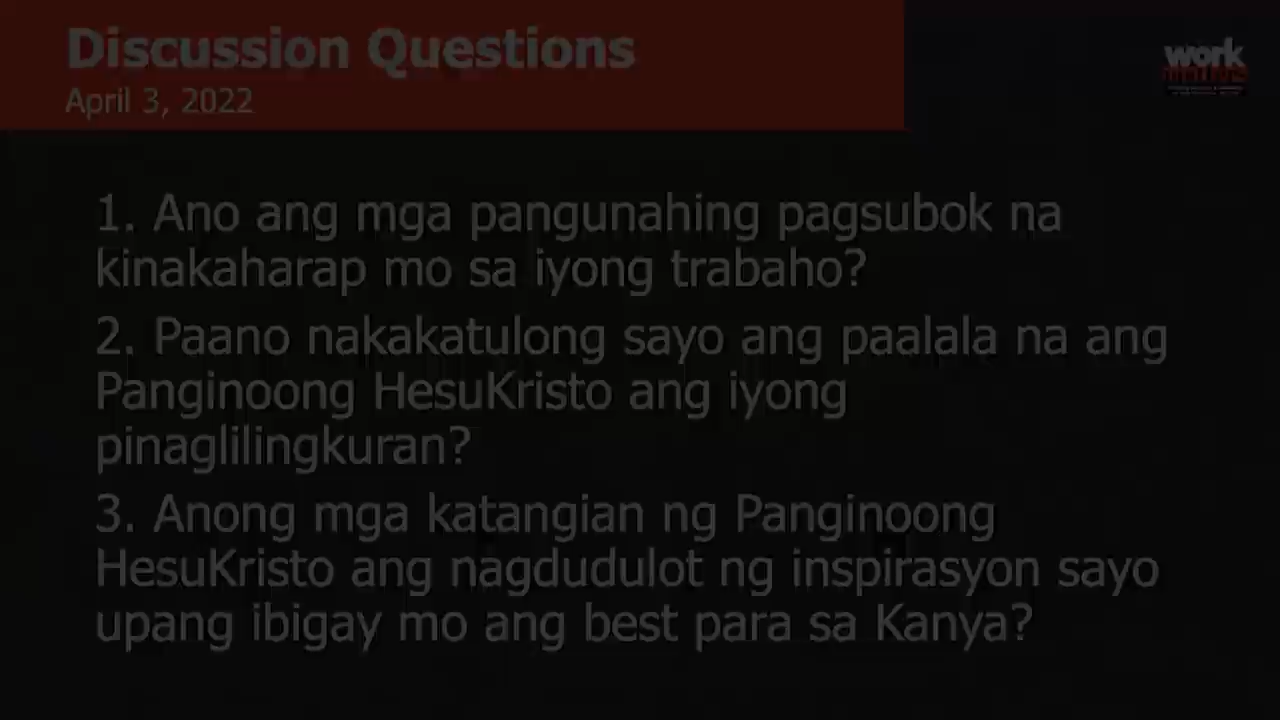 Discussion Questions
April 3, 2022
work
1. Ano ang mga pangunahing pagsubok na
kinakaharap mo sa iyong trabaho?
2. Paano nakakatulong sayo ang paalala na ang
Panginoong HesuKristo ang iyong
pinaglilingkuran?
3. Anong mga katangian ng Panginoong
HesuKristo ang nagdudulot ng inspirasyon sayo
upang ibigay mo ang best para sa Kanya?